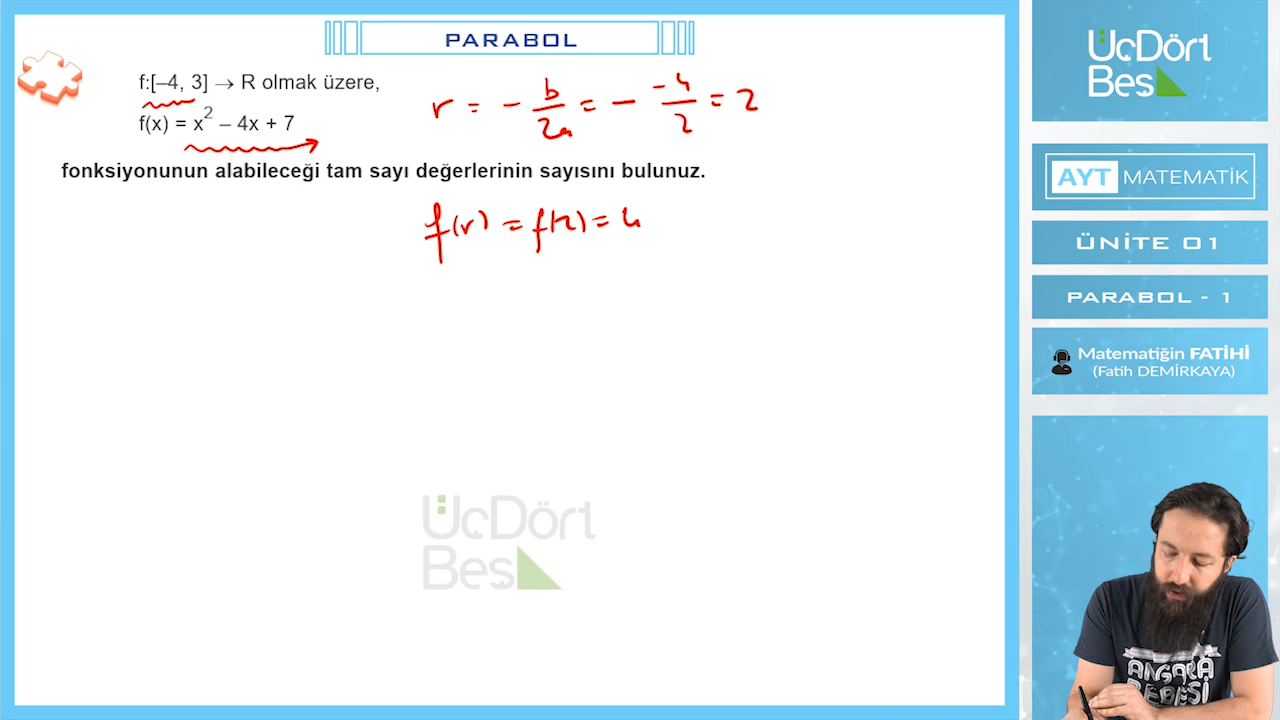 PARABOL
f:[–4, 3] → R olmak üzere,
f(x) = x² – 4x + 7
fonksiyonunun alabileceği tam sayı değerlerinin sayısını bulunuz.
r = - b/2a = - -4/2 = 2
f(r) = f(2) = 4
ÜçDört
Beş
ÜçDört
Beş
AYT MATEMATİK
ÜNİTE 01
PARABOL - 1
Matematiğin FATİHİ
(Fatih DEMİRKAYA)
ANGARA
BEBESİ